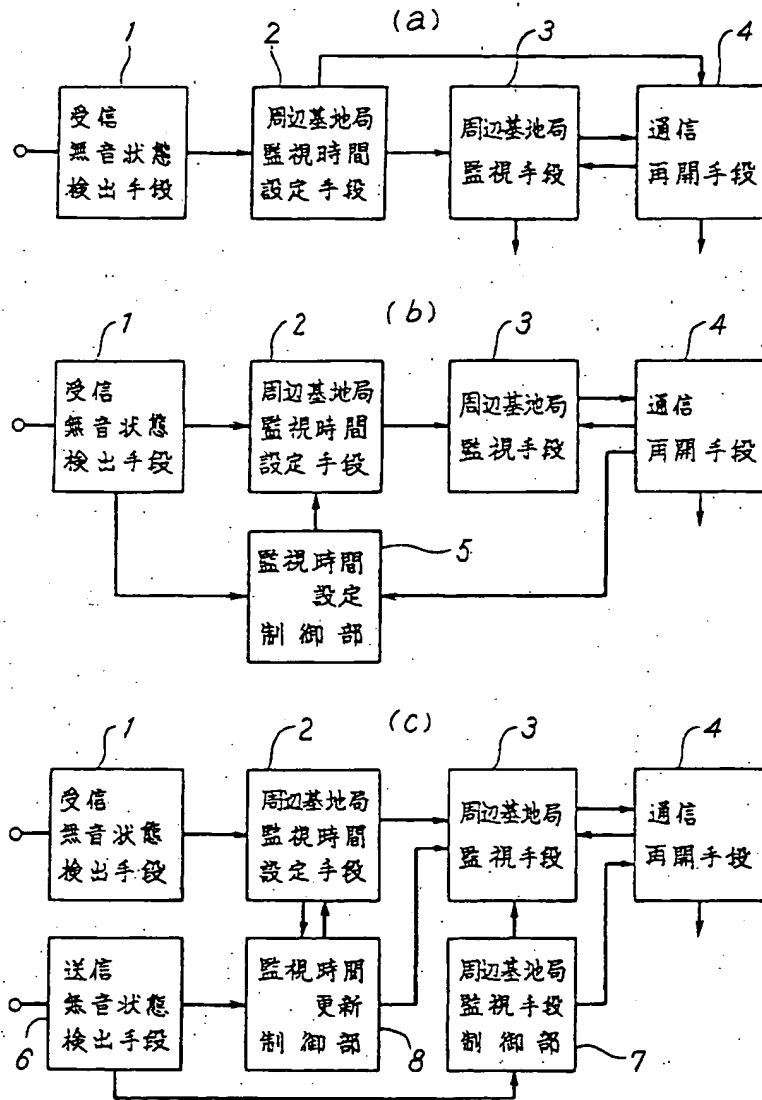 (a)
1
2
3
4
受信
無音状態
検出手段
周辺基地局
監視時間
設定手段
周辺基地局
監視手段
通信
再開手段
(b)
1
2
3
4
受信
無音状態
検出手段
周辺基地局
監視時間
設定手段
周辺基地局
監視手段
通信
再開手段
監視時間
設定
制御部
5
(c)
1
2
3
4
受信
無音状態
検出手段
周辺基地局
監視時間
設定手段
周辺基地局
監視手段
通信
再開手段
送信
無音状態
検出手段
6
監視時間
更新
制御部
8
周辺基地局
監視手段
制御部
7